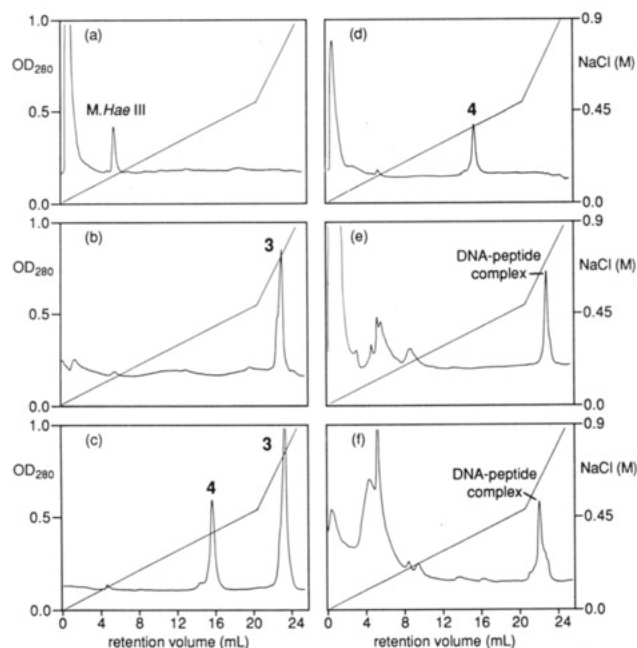 1.0
(a)
OD280
0.5
M.Hae III
0.0
(d)
0.9
NaCl (M)
4
0.45
0.0
1.0
(b)
3
OD280
0.5
0.0
(e)
0.9
NaCl (M)
DNA-peptide
complex
0.45
0.0
1.0
(c)
3
OD280
4
0.5
0.0
0 4 8 12 16 20 24
retention volume (mL)
(f)
0.9
NaCl (M)
DNA-peptide
complex
0.45
0.0
0 4 8 12 16 20 24
retention volume (mL)